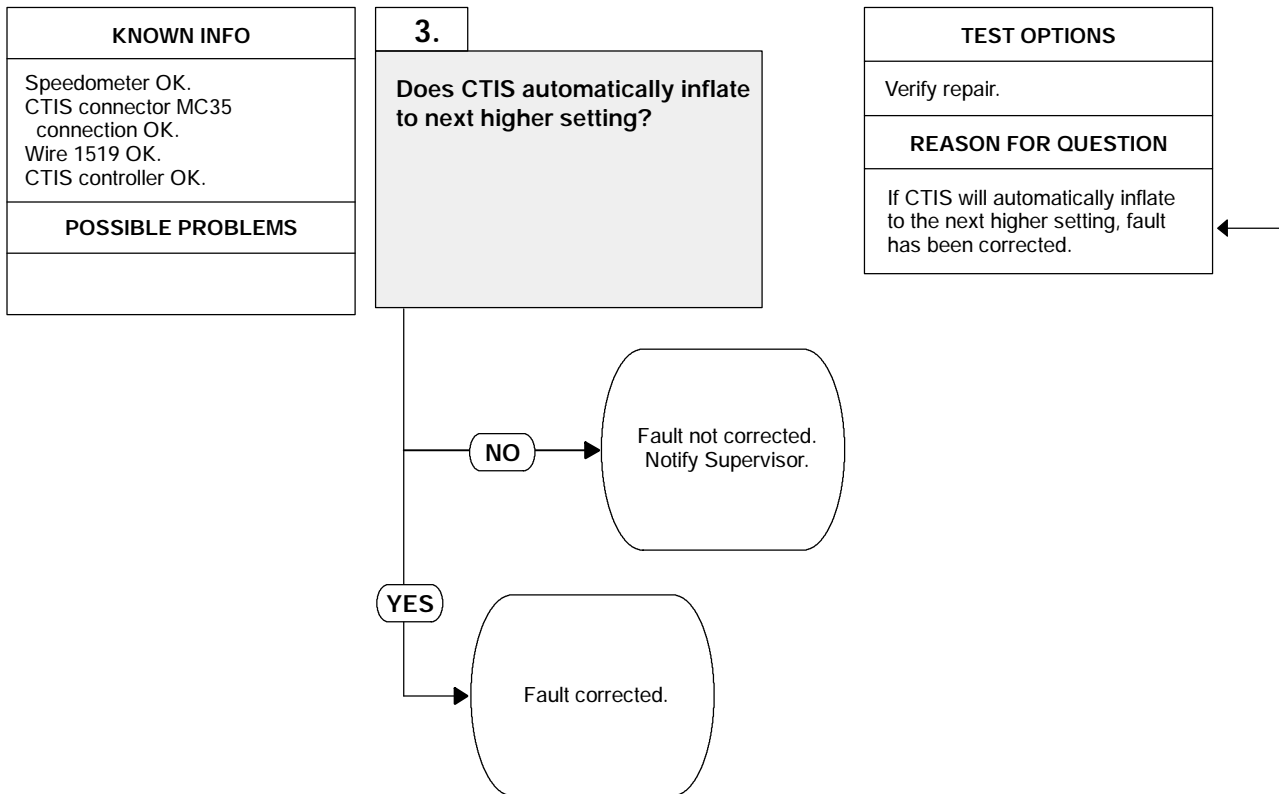 KNOWN INFO
Speedometer OK.
CTIS connector MC35
connection OK.
Wire 1519 OK.
CTIS controller OK.
POSSIBLE PROBLEMS
3.
Does CTIS automatically inflate
to next higher setting?
TEST OPTIONS
Verify repair.
REASON FOR QUESTION
If CTIS will automatically inflate
to the next higher setting, fault
has been corrected.
NO
Fault not corrected.
Notify Supervisor.
YES
Fault corrected.